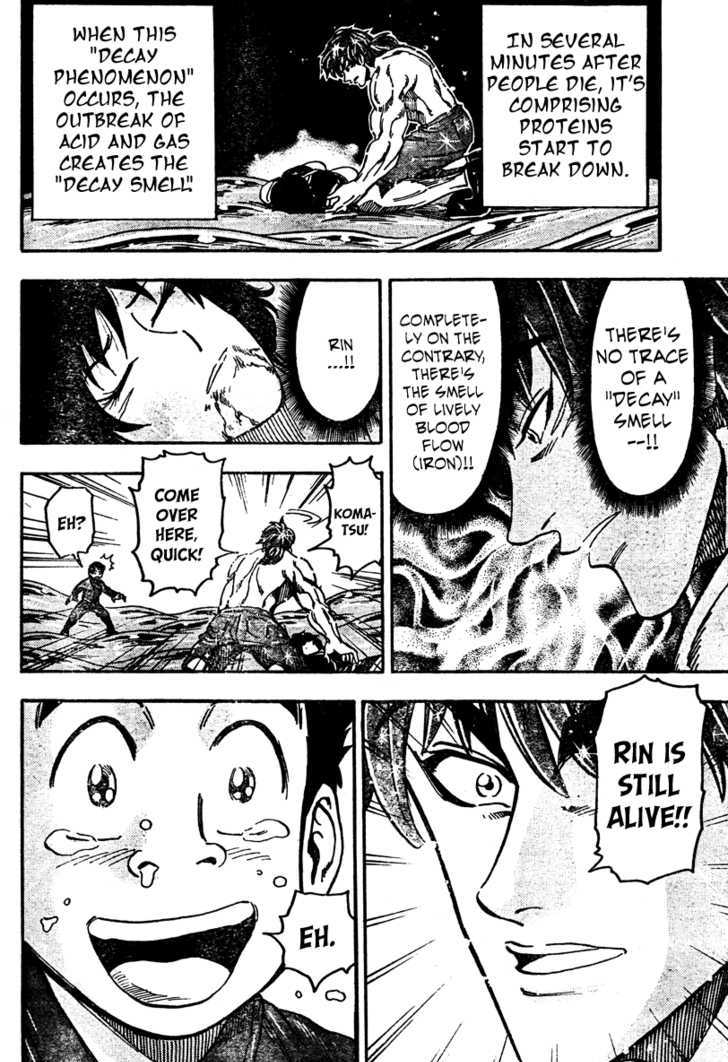 IN SEVERAL
MINUTES AFTER
PEOPLE DIE, IT'S
COMPRISING
PROTEINS
START TO
BREAK DOWN.
WHEN THIS
"DECAY
PHENOMENON"
OCCURS, THE
OUTBREAK OF
ACID AND GAS
CREATES THE
"DECAY SMELL".
THERE'S
NO TRACE
OF A
"DECAY"
SMELL
--!!
COMPLETE-
LY ON THE
CONTRARY,
THERE'S
THE SMELL
OF LIVELY
BLOOD
FLOW
(IRON)!!
RIN
...!!
KOMA-
TSU!
COME
OVER
HERE,
QUICK!
EH?
RIN IS
STILL
ALIVE!!
EH.